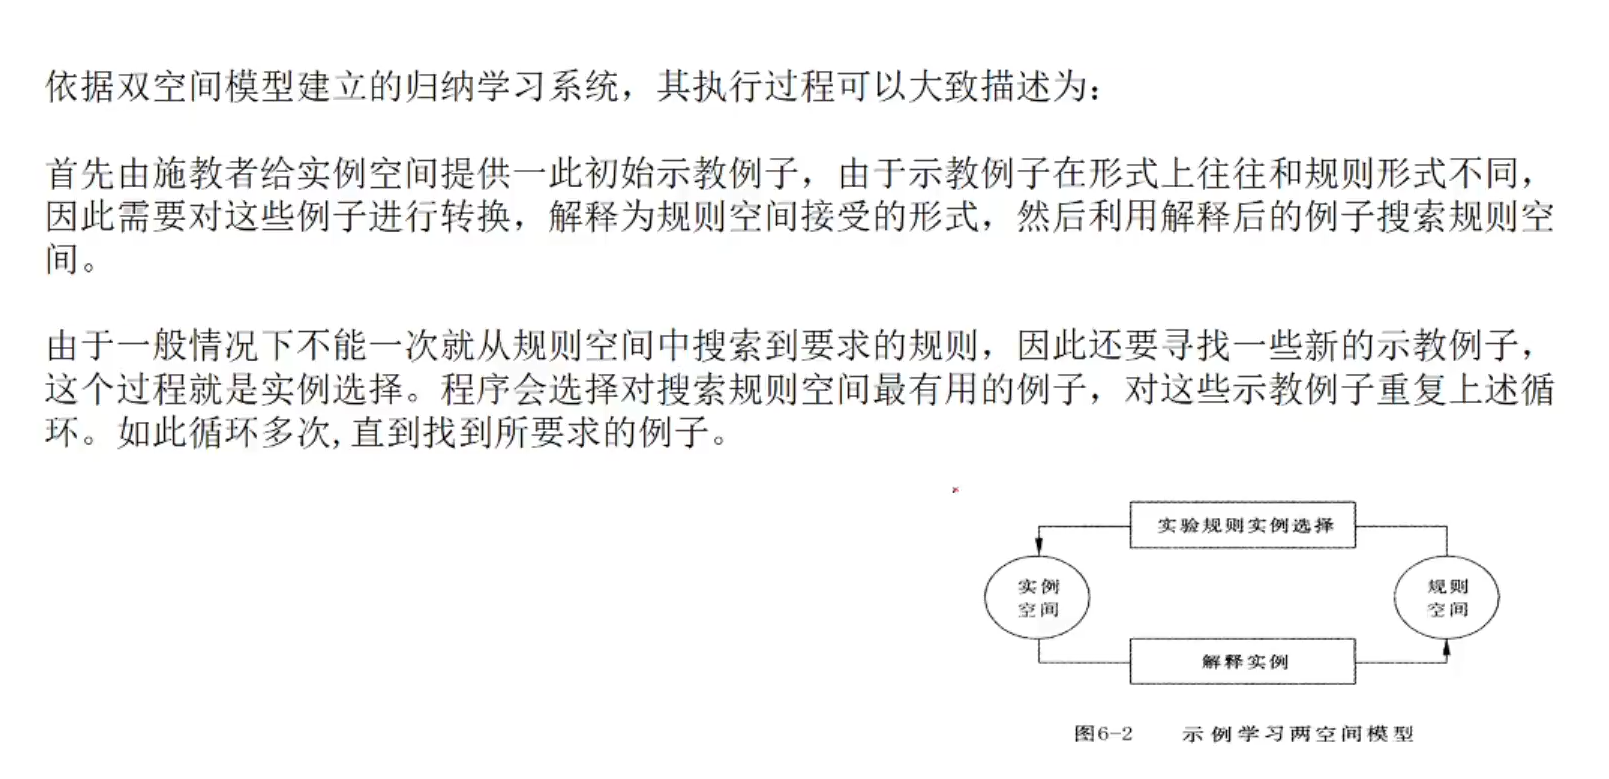 依据双空间模型建立的归纳学习系统，其执行过程可以大致描述为：
首先由施教者给实例空间提供一此初始示教例子，由于示教例子在形式上往往和规则形式不同，
因此需要对这些例子进行转换，解释为规则空间接受的形式，然后利用解释后的例子搜索规则空
间。
由于一般情况下不能一次就从规则空间中搜索到要求的规则，因此还要寻找一些新的示教例子，
这个过程就是实例选择。程序会选择对搜索规则空间最有用的例子，对这些示教例子重复上述循
环。如此循环多次,直到找到所要求的例子。
实验规则实例选择
实例
空间
规则
空间
解释实例
图6-2 示例学习两空间模型